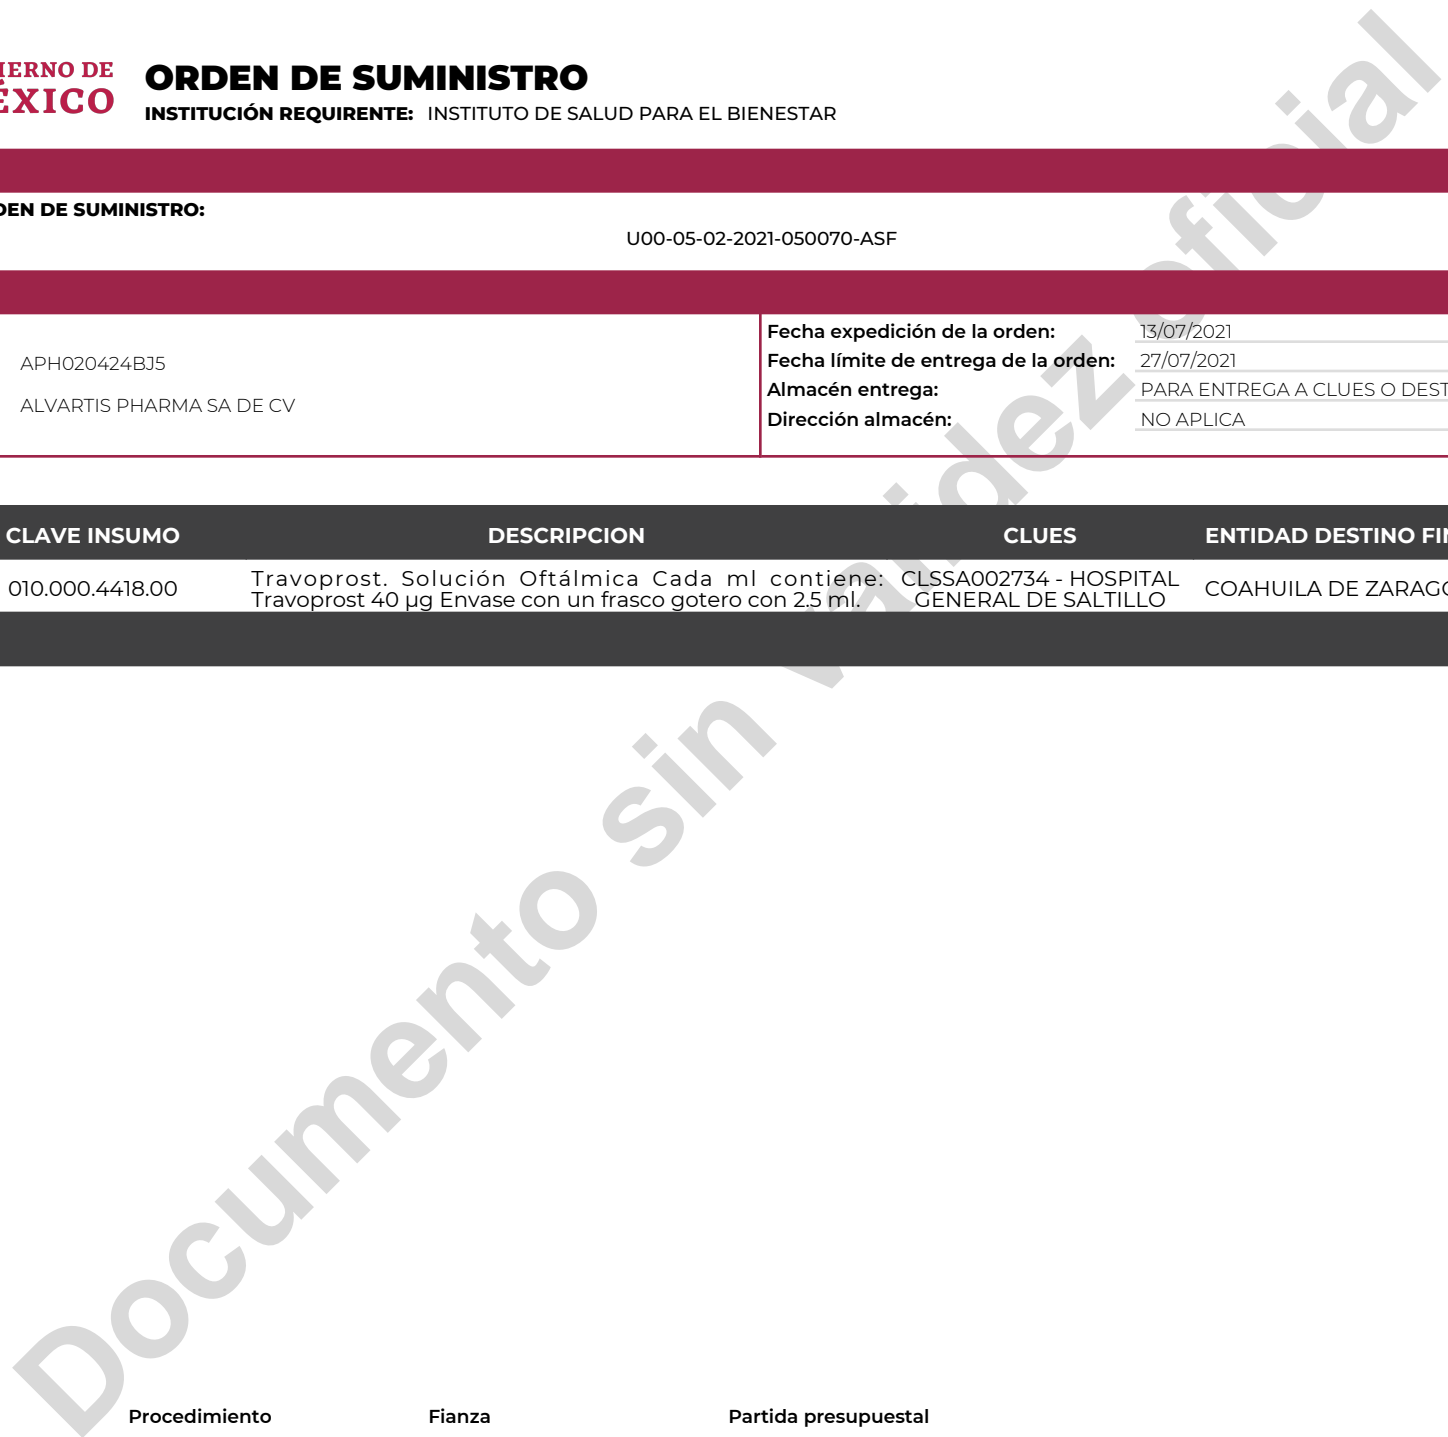 IERNO DE
ÉXICO
ORDEN DE SUMINISTRO
INSTITUCIÓN REQUIRENTE: INSTITUTO DE SALUD PARA EL BIENESTAR
DEN DE SUMINISTRO:
U00-05-02-2021-050070-ASF
APH020424BJ5
ALVARTIS PHARMA SA DE CV
Fecha expedición de la orden: 13/07/2021
Fecha límite de entrega de la orden: 27/07/2021
Almacén entrega: PARA ENTREGA A CLUES O DEST
Dirección almacén: NO APLICA
CLAVE INSUMO DESCRIPCION CLUES ENTIDAD DESTINO FIN
010.000.4418.00 Travoprost. Solución Oftálmica Cada ml contiene: CLSSA002734 - HOSPITAL COAHUILA DE ZARAGO
Travoprost 40 µg Envase con un frasco gotero con 2.5 ml. GENERAL DE SALTILLO
Documento sin validez oficial
Procedimiento Fianza Partida presupuestal